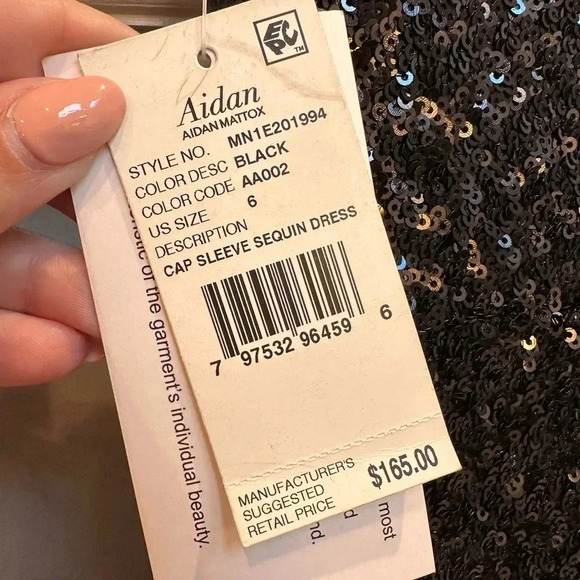 EPC
TM
Aidan
AIDAN MATTOX
STYLE NO. MN1E201994
COLOR DESC BLACK
COLOR CODE AA002
US SIZE 6
DESCRIPTION
CAP SLEEVE SEQUIN DRESS
7 97532 96459 6
MANUFACTURER'S
SUGGESTED
RETAIL PRICE
$165.00
of the garment's individual beauty.
most